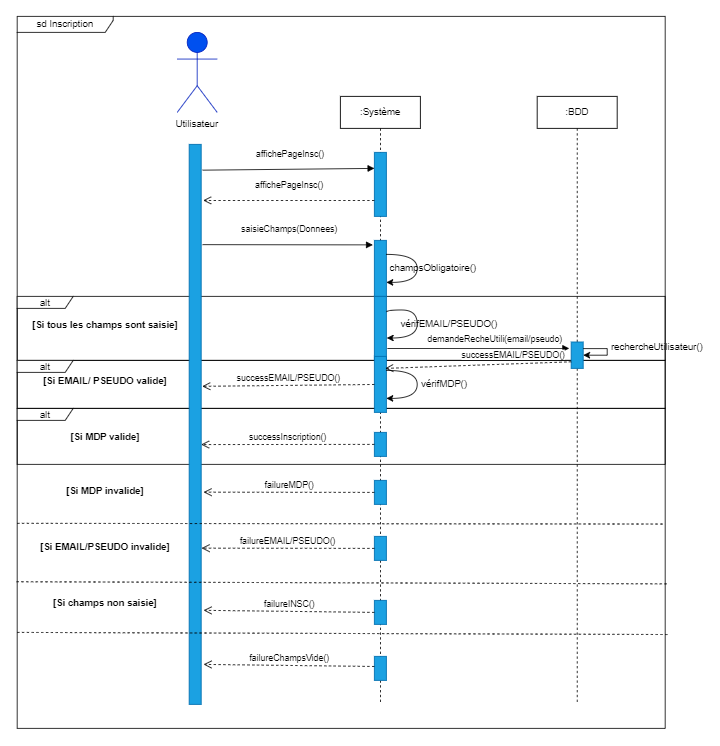 sd Inscription
Utilisateur
:Système
:BDD
affichePageInsc()
affichePageInsc()
saisieChamps(Donnees)
champsObligatoire()
alt
[Si tous les champs sont saisie]
vérifEMAIL/PSEUDO()
demandeRecheUtili(email/pseudo)
rechercheUtilisateur()
successEMAIL/PSEUDO()
alt
[Si EMAIL/ PSEUDO valide]
successEMAIL/PSEUDO()
vérifMDP()
alt
[Si MDP valide]
successInscription()
[Si MDP invalide]
failureMDP()
[Si EMAIL/PSEUDO invalide]
failureEMAIL/PSEUDO()
[Si champs non saisie]
failureINSC()
failureChampsVide()